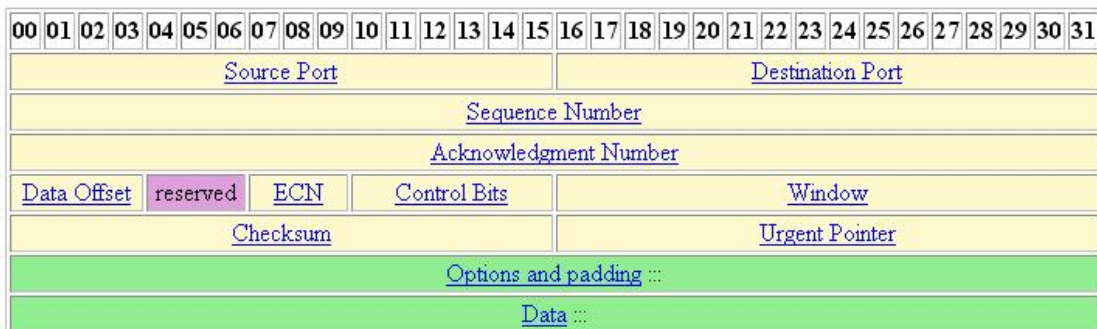 00 01 02 03 04 05 06 07 08 09 10 11 12 13 14 15 16 17 18 19 20 21 22 23 24 25 26 27 28 29 30 31
Source Port Destination Port
Sequence Number
Acknowledgment Number
Data Offset reserved ECN Control Bits Window
Checksum Urgent Pointer
Options and padding :::
Data :::